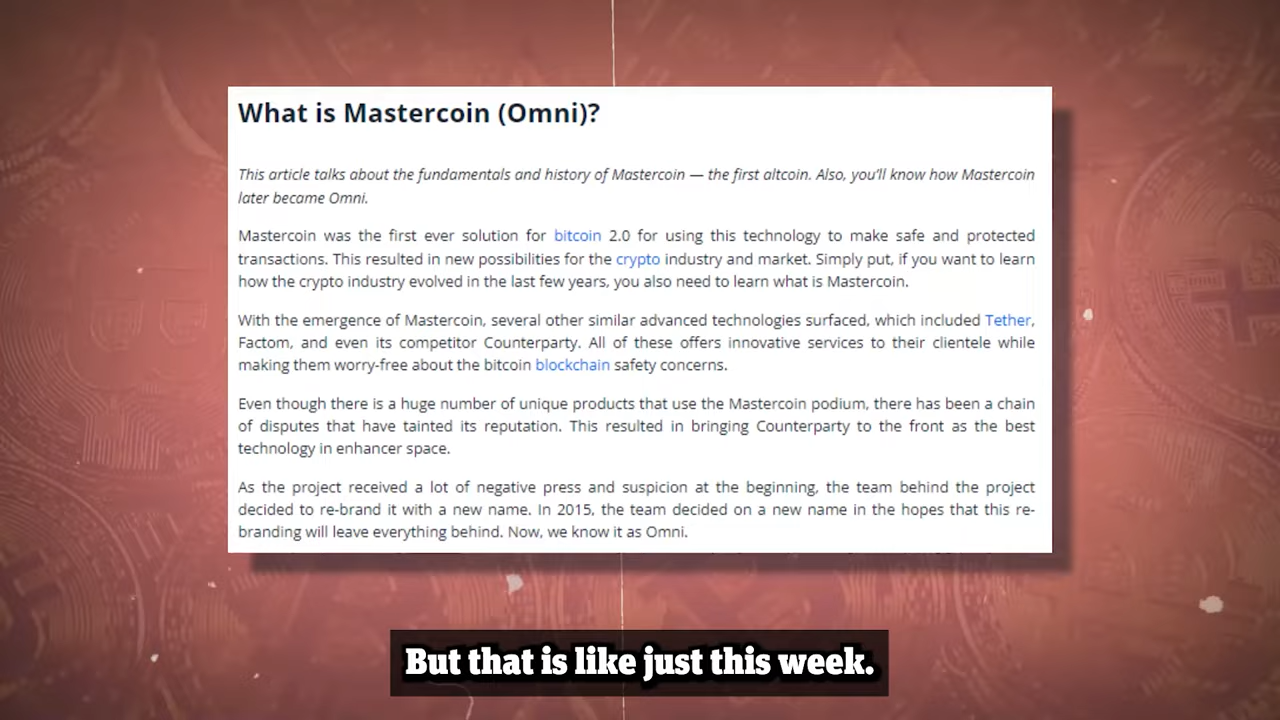 What is Mastercoin (Omni)?
This article talks about the fundamentals and history of Mastercoin — the first altcoin. Also, you'll know how Mastercoin
later became Omni.
Mastercoin was the first ever solution for bitcoin 2.0 for using this technology to make safe and protected
transactions. This resulted in new possibilities for the crypto industry and market. Simply put, if you want to learn
how the crypto industry evolved in the last few years, you also need to learn what is Mastercoin.
With the emergence of Mastercoin, several other similar advanced technologies surfaced, which included Tether,
Factom, and even its competitor Counterparty. All of these offers innovative services to their clientele while
making them worry-free about the bitcoin blockchain safety concerns.
Even though there is a huge number of unique products that use the Mastercoin podium, there has been a chain
of disputes that have tainted its reputation. This resulted in bringing Counterparty to the front as the best
technology in enhancer space.
As the project received a lot of negative press and suspicion at the beginning, the team behind the project
decided to re-brand it with a new name. In 2015, the team decided on a new name in the hopes that this re-
branding will leave everything behind. Now, we know it as Omni.
But that is like just this week.